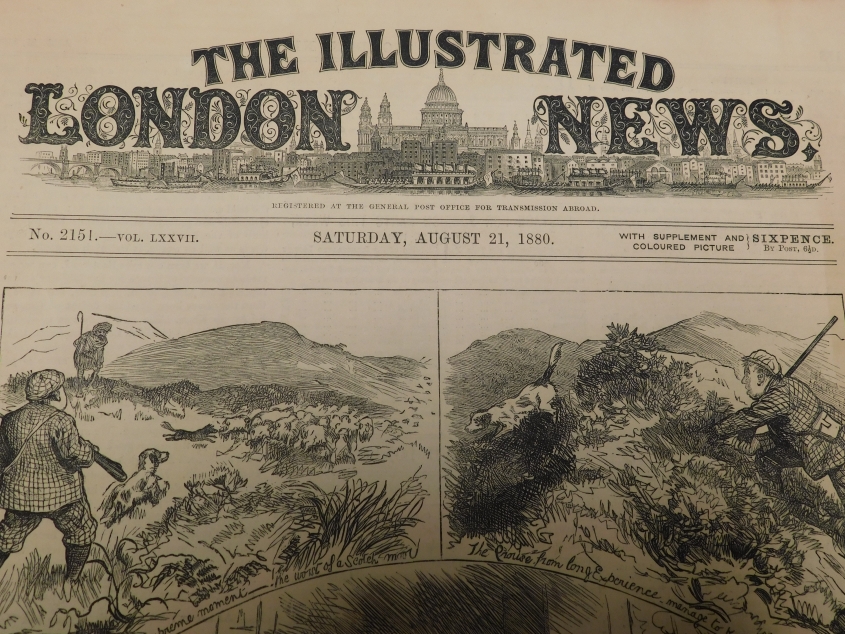 THE ILLUSTRATED
LONDON NEWS.
REGISTERED AT THE GENERAL POST OFFICE FOR TRANSMISSION ABROAD.
No. 2151.—VOL. LXXVII.
SATURDAY, AUGUST 21, 1880.
WITH SUPPLEMENT AND
COLOURED PICTURE
SIXPENCE.
BY POST, 6½D.
moment — the work of a Scotch moor
The Grouse from long Experience manage to